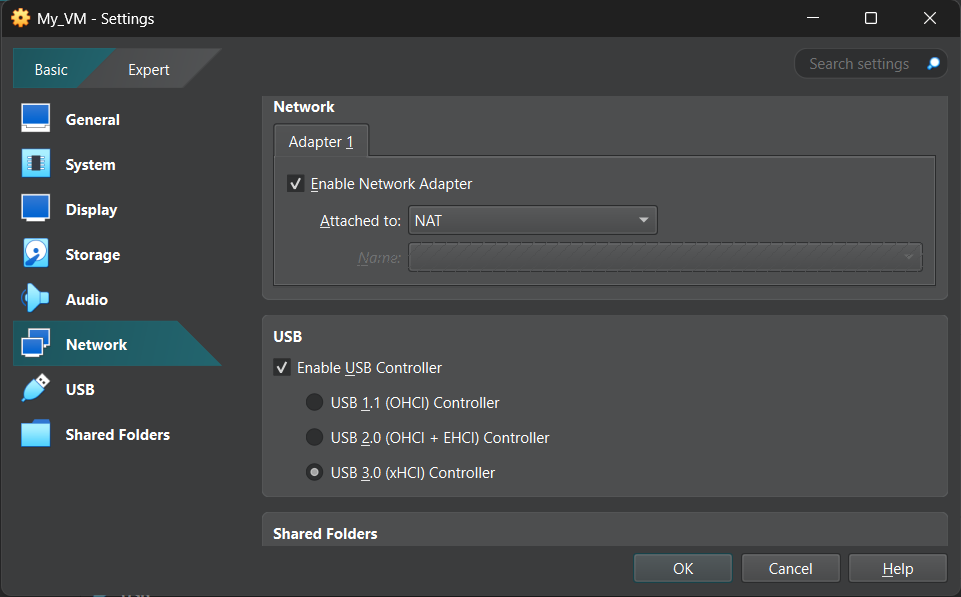 My_VM - Settings
Basic
Expert
Search settings
General
System
Display
Storage
Audio
Network
USB
Shared Folders
Network
Adapter 1
Enable Network Adapter
Attached to: NAT
Name:
USB
Enable USB Controller
USB 1.1 (OHCI) Controller
USB 2.0 (OHCI + EHCI) Controller
USB 3.0 (xHCI) Controller
Shared Folders
OK
Cancel
Help